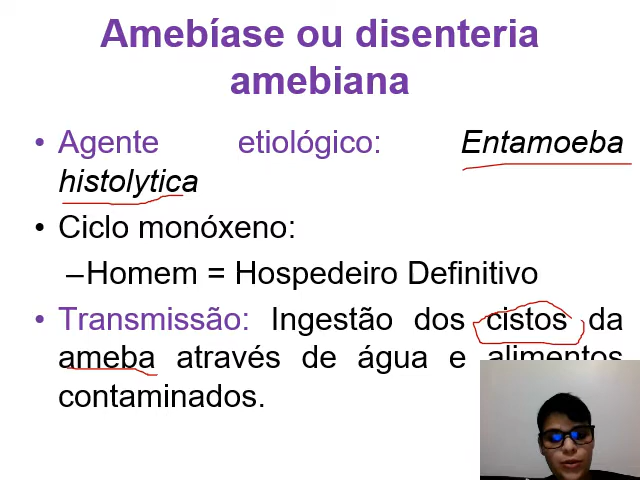 Amebíase ou disenteria
amebiana
• Agente etiológico: Entamoeba
histolytica
• Ciclo monóxeno:
–Homem = Hospedeiro Definitivo
• Transmissão: Ingestão dos cistos da
ameba através de água e alimentos
contaminados.